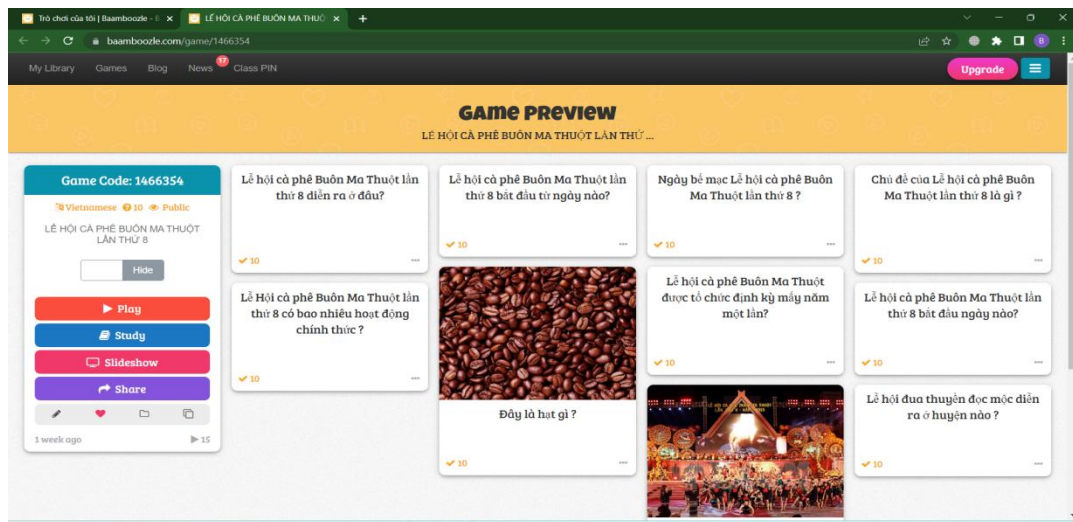 Trò chơi của tôi | Baamboozle - B
LỄ HỘI CÀ PHÊ BUÔN MA THUỘ
baamboozle.com/game/1466354
B
My Library Games Blog News 17 Class PIN
Upgrade
Game Preview
LỄ HỘI CÀ PHÊ BUÔN MA THUỘT LẦN THỨ ...
Game Code: 1466354
Vietnamese 10 Public
LỄ HỘI CÀ PHÊ BUÔN MA THUỘT
LẦN THỨ 8
Hide
Play
Study
Slideshow
Share
1 week ago 15
Lễ hội cà phê Buôn Ma Thuột lần
thứ 8 diễn ra ở đâu?
10
Lễ Hội cà phê Buôn Ma Thuột lần
thứ 8 có bao nhiêu hoạt động
chính thức ?
10
Lễ hội cà phê Buôn Ma Thuột lần
thứ 8 bắt đầu từ ngày nào?
10
Đây là hạt gì ?
10
Ngày bế mạc Lễ hội cà phê Buôn
Ma Thuột lần thứ 8 ?
10
Lễ hội cà phê Buôn Ma Thuột
được tổ chức định kỳ mấy năm
một lần?
10
Chủ đề của Lễ hội cà phê Buôn
Ma Thuột lần thứ 8 là gì ?
10
Lễ hội cà phê Buôn Ma Thuột lần
thứ 8 bắt đầu ngày nào?
10
Lễ hội đua thuyền đọc mộc diễn
ra ở huyện nào ?
10